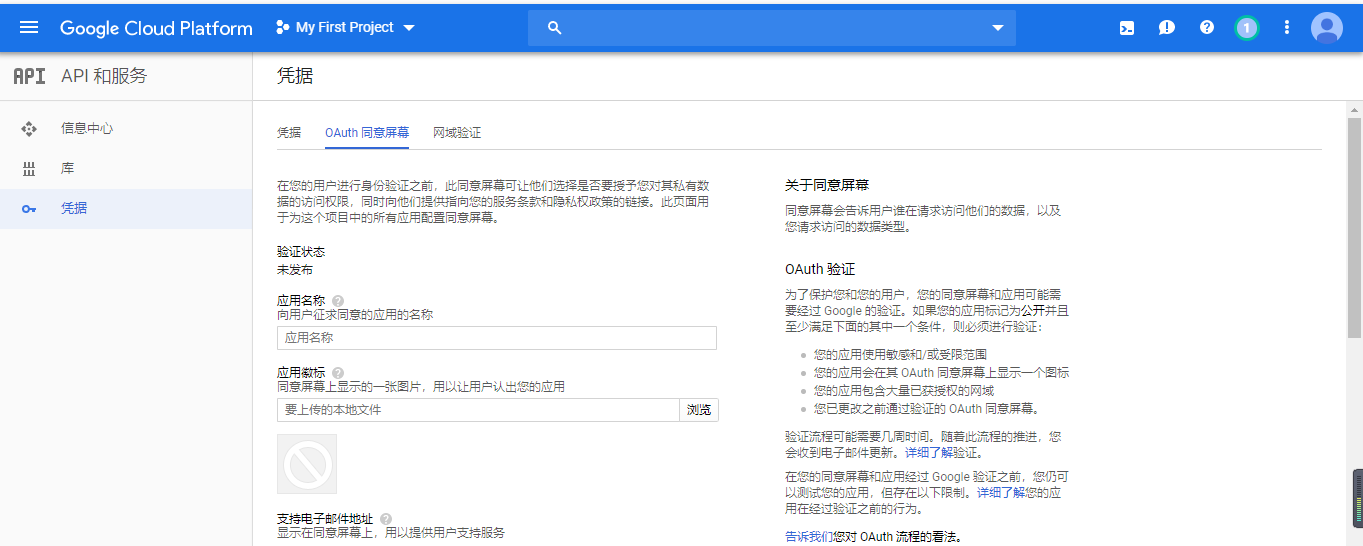 Google Cloud Platform
My First Project
1
API
API 和服务
凭据
信息中心
库
凭据
凭据
OAuth 同意屏幕
网域验证
在您的用户进行身份验证之前，此同意屏幕可让他们选择是否要授予您对其私有数
据的访问权限，同时向他们提供指向您的服务条款和隐私权政策的链接。此页面用
于为这个项目中的所有应用配置同意屏幕。
验证状态
未发布
应用名称 ?
向用户征求同意的应用的名称
应用名称
应用徽标 ?
同意屏幕上显示的一张图片，用以让用户认出您的应用
要上传的本地文件
浏览
支持电子邮件地址 ?
显示在同意屏幕上，用以提供用户支持服务
关于同意屏幕
同意屏幕会告诉用户谁在请求访问他们的数据，以及
您请求访问的数据类型。
OAuth 验证
为了保护您和您的用户，您的同意屏幕和应用可能需
要经过 Google 的验证。如果您的应用标记为公开并且
至少满足下面的其中一个条件，则必须进行验证：
您的应用使用敏感和/或受限范围
您的应用会在其 OAuth 同意屏幕上显示一个图标
您的应用包含大量已获授权的网域
您已更改之前通过验证的 OAuth 同意屏幕。
验证流程可能需要几周时间。随着此流程的推进，您
会收到电子邮件更新。详细了解验证。
在您的同意屏幕和应用经过 Google 验证之前，您仍可
以测试您的应用，但存在以下限制。详细了解您的应
用在经过验证之前的行为。
告诉我们您对 OAuth 流程的看法。